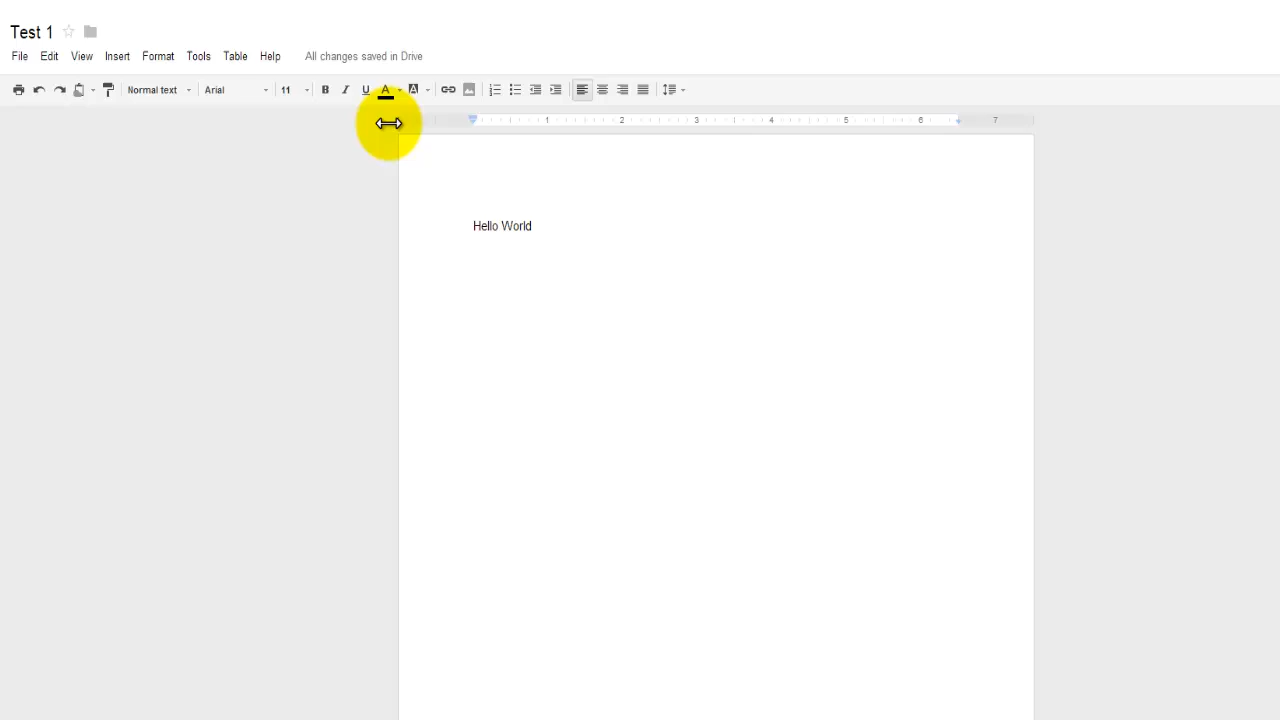 Test 1
File Edit View Insert Format Tools Table Help All changes saved in Drive
Normal text Arial 11 B I U A A
1 2 3 4 5 6 7
Hello World